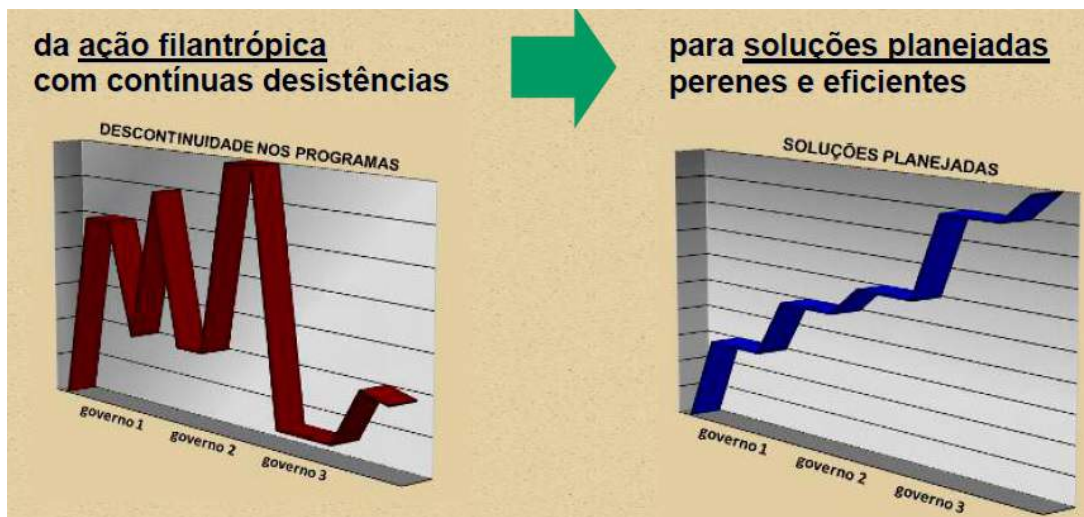 da ação filantrópica
com contínuas desistências
para soluções planejadas
perenes e eficientes
DESCONTINUIDADE NOS PROGRAMAS
governo 1
governo 2
governo 3
SOLUÇÕES PLANEJADAS
governo 1
governo 2
governo 3